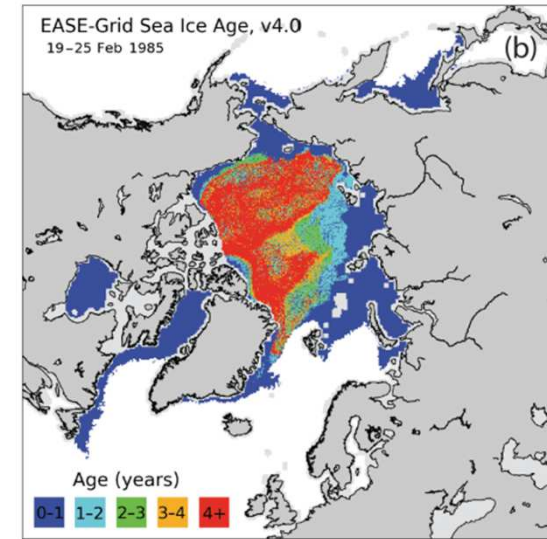 EASE-Grid Sea Ice Age, v4.0
19–25 Feb 1985
(b)
Age (years)
0–1 1–2 2–3 3–4 4+